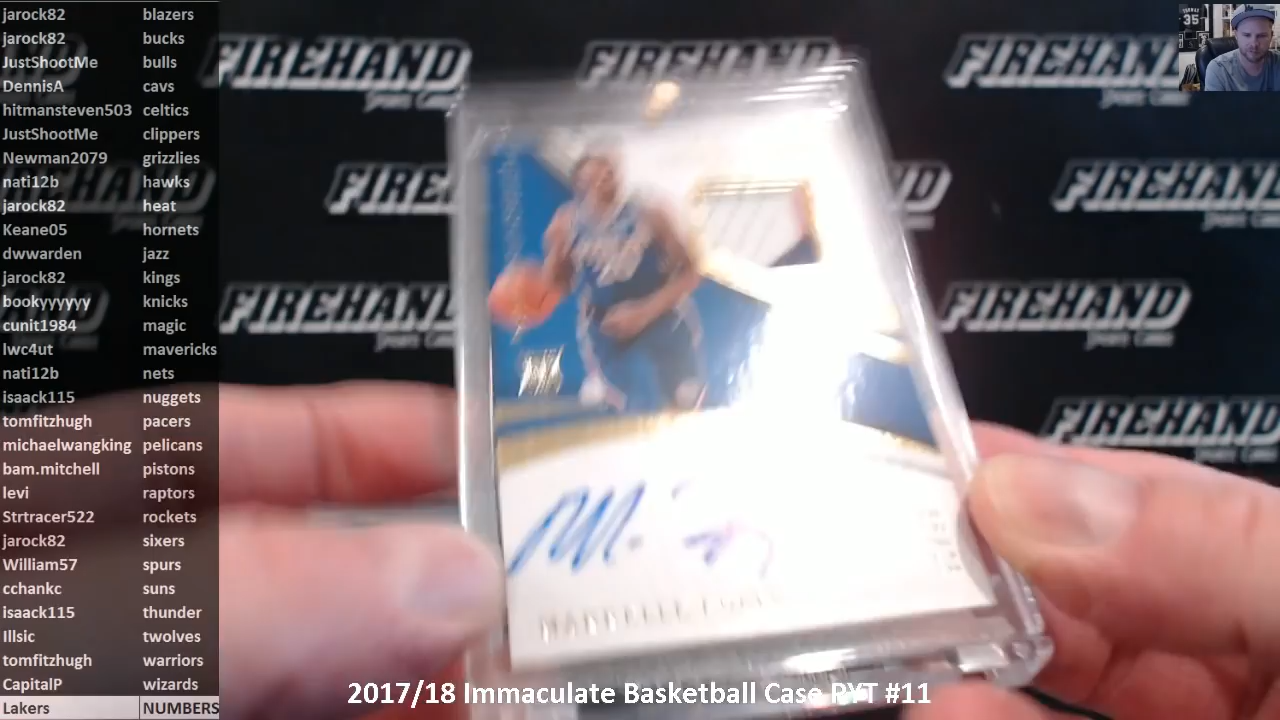 jarock82 blazers
jarock82 bucks
JustShootMe bulls
DennisA cavs
hitmansteven503 celtics
JustShootMe clippers
Newman2079 grizzlies
nati12b hawks
jarock82 heat
Keane05 hornets
dwwarden jazz
jarock82 kings
bookyyyyyy knicks
cunit1984 magic
lwc4ut mavericks
nati12b nets
isaack115 nuggets
tomfitzhugh pacers
michaelwangking pelicans
bam.mitchell pistons
levi raptors
Strtracer522 rockets
jarock82 sixers
William57 spurs
cchankc suns
isaack115 thunder
Illsic twolves
tomfitzhugh warriors
CapitalP wizards
Lakers NUMBERS
FIREHAND FIREHAND FIREHAND
FIREHAND
FIREHAND
FIREHAND FIREHAND
FIREHAND
35
2017/18 Immaculate Basketball Case PYT #11